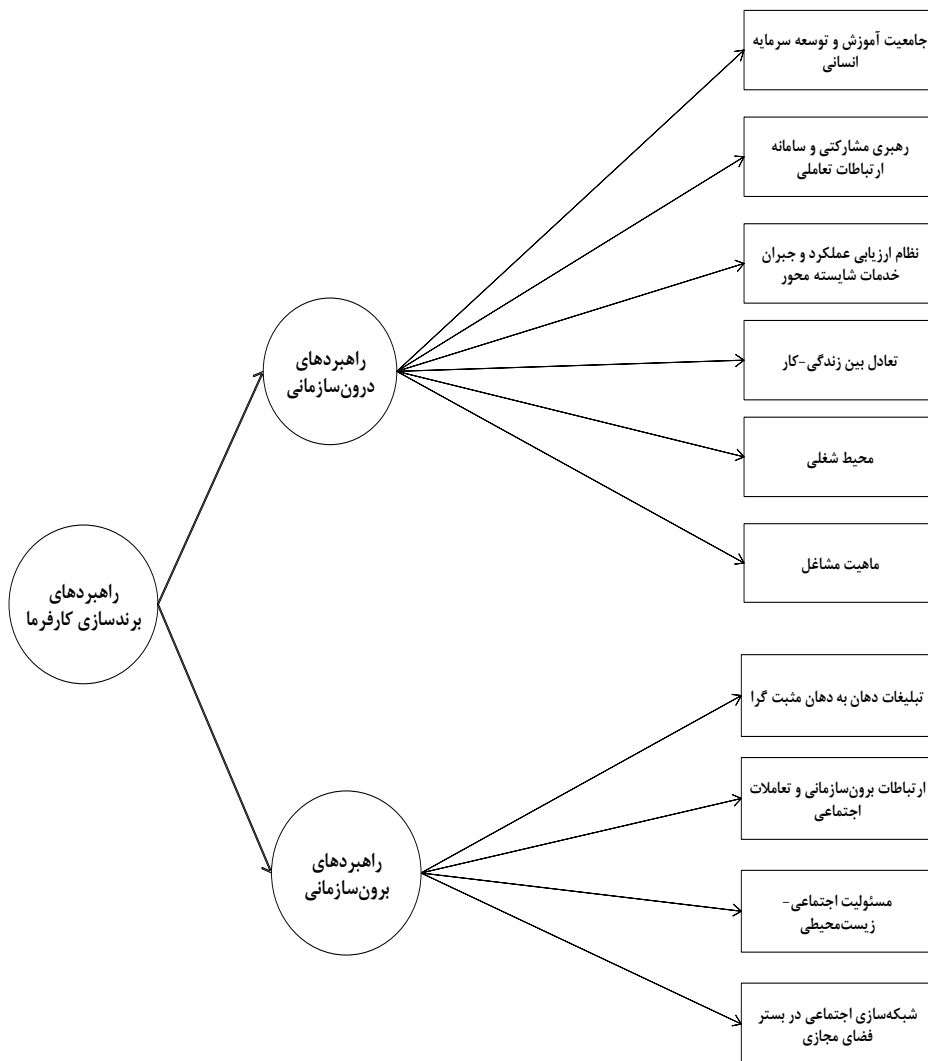 جامعیت آموزش و توسعه سرمایه
انسانی
رهبری مشارکتی و سامانه
ارتباطات تعاملی
نظام ارزیابی عملکرد و جبران
خدمات شایسته محور
راهبردهای
درون‌سازمانی
تعادل بین زندگی-کار
محیط شغلی
ماهیت مشاغل
راهبردهای
برندسازی کارفرما
تبلیغات دهان به دهان مثبت گرا
ارتباطات برون‌سازمانی و تعاملات
اجتماعی
راهبردهای
برون‌سازمانی
مسئولیت اجتماعی-
زیست‌محیطی
شبکه‌سازی اجتماعی در بستر
فضای مجازی